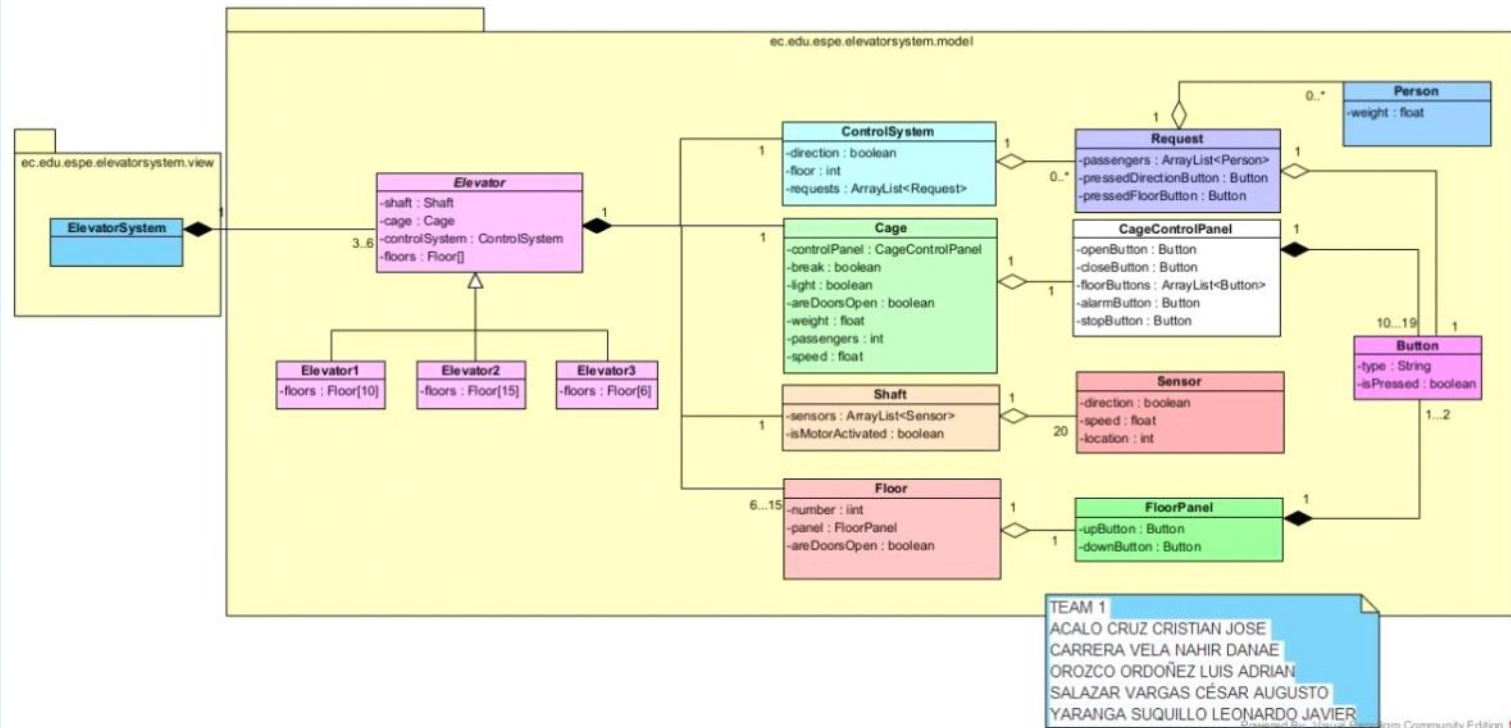 ec.edu.espe.elevatorsystem.model
ec.edu.espe.elevatorsystem.view
ElevatorSystem
1
3..6
Elevator
-shaft : Shaft
-cage : Cage
-controlSystem : ControlSystem
-floors : Floor[]
1
Elevator1
-floors : Floor[10]
Elevator2
-floors : Floor[15]
Elevator3
-floors : Floor[6]
1
ControlSystem
-direction : boolean
-floor : int
-requests : ArrayList<Request>
1
0..*
1
Cage
-controlPanel : CageControlPanel
-break : boolean
-light : boolean
-areDoorsOpen : boolean
-weight : float
-passengers : int
-speed : float
1
1
1
Shaft
-sensors : ArrayList<Sensor>
-isMotorActivated : boolean
1
20
6...15
Floor
-number : iint
-panel : FloorPanel
-areDoorsOpen : boolean
1
1
1
0..*
Person
-weight : float
Request
-passengers : ArrayList<Person>
-pressedDirectionButton : Button
-pressedFloorButton : Button
1
CageControlPanel
-openButton : Button
-closeButton : Button
-floorButtons : ArrayList<Button>
-alarmButton : Button
-stopButton : Button
1
10...19
1
Button
-type : String
-isPressed : boolean
1...2
Sensor
-direction : boolean
-speed : float
-location : int
FloorPanel
-upButton : Button
-downButton : Button
1
TEAM 1
ACALO CRUZ CRISTIAN JOSE
CARRERA VELA NAHIR DANAE
OROZCO ORDOÑEZ LUIS ADRIAN
SALAZAR VARGAS CÉSAR AUGUSTO
YARANGA SUQUILLO LEONARDO JAVIER
Powered By Visual Paradigm Community Edition